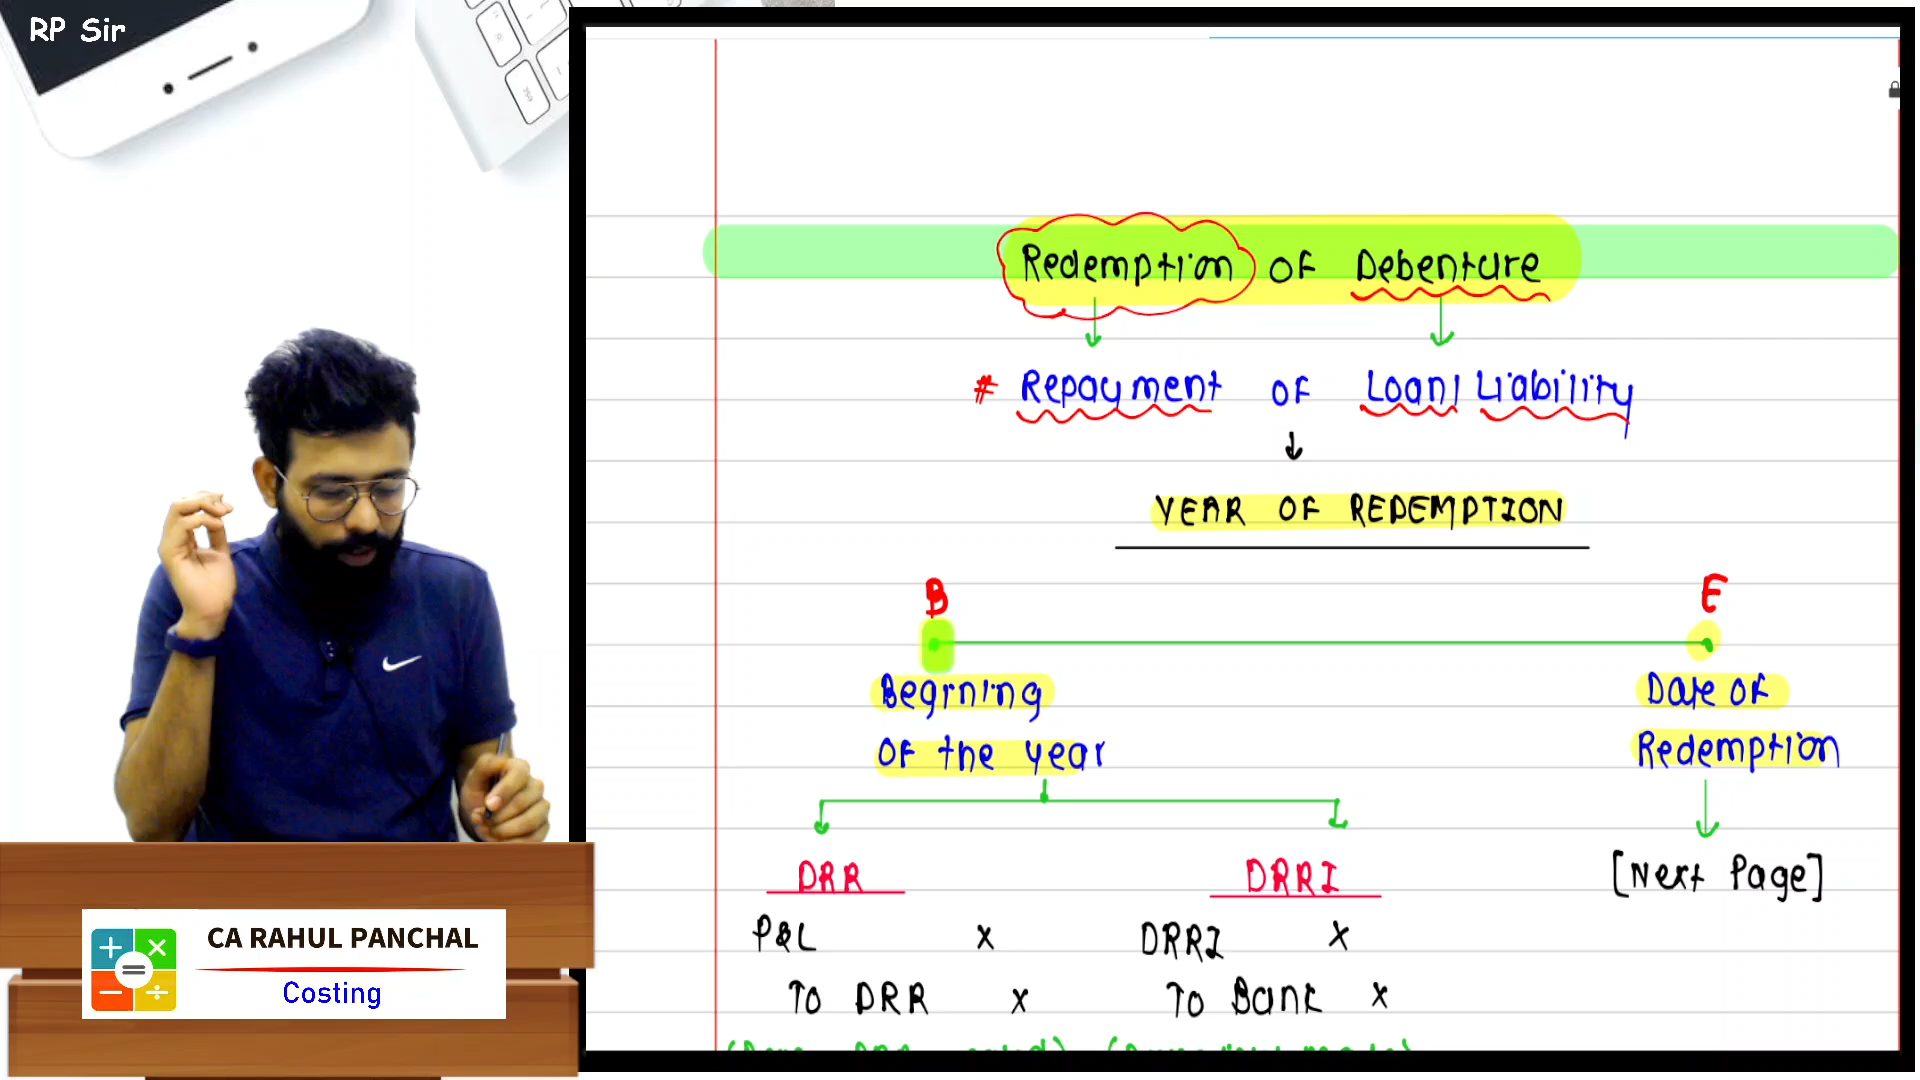 RP Sir
Redemption OF Debenture
# Repayment OF Loan/ Liability
YEAR OF REDEMPTION
B E
Begining
OF the year
Date OF
Redemption
DRR DRRI
[Next Page]
P&L x DRRI x
To DRR x To Bank x
CA RAHUL PANCHAL
Costing